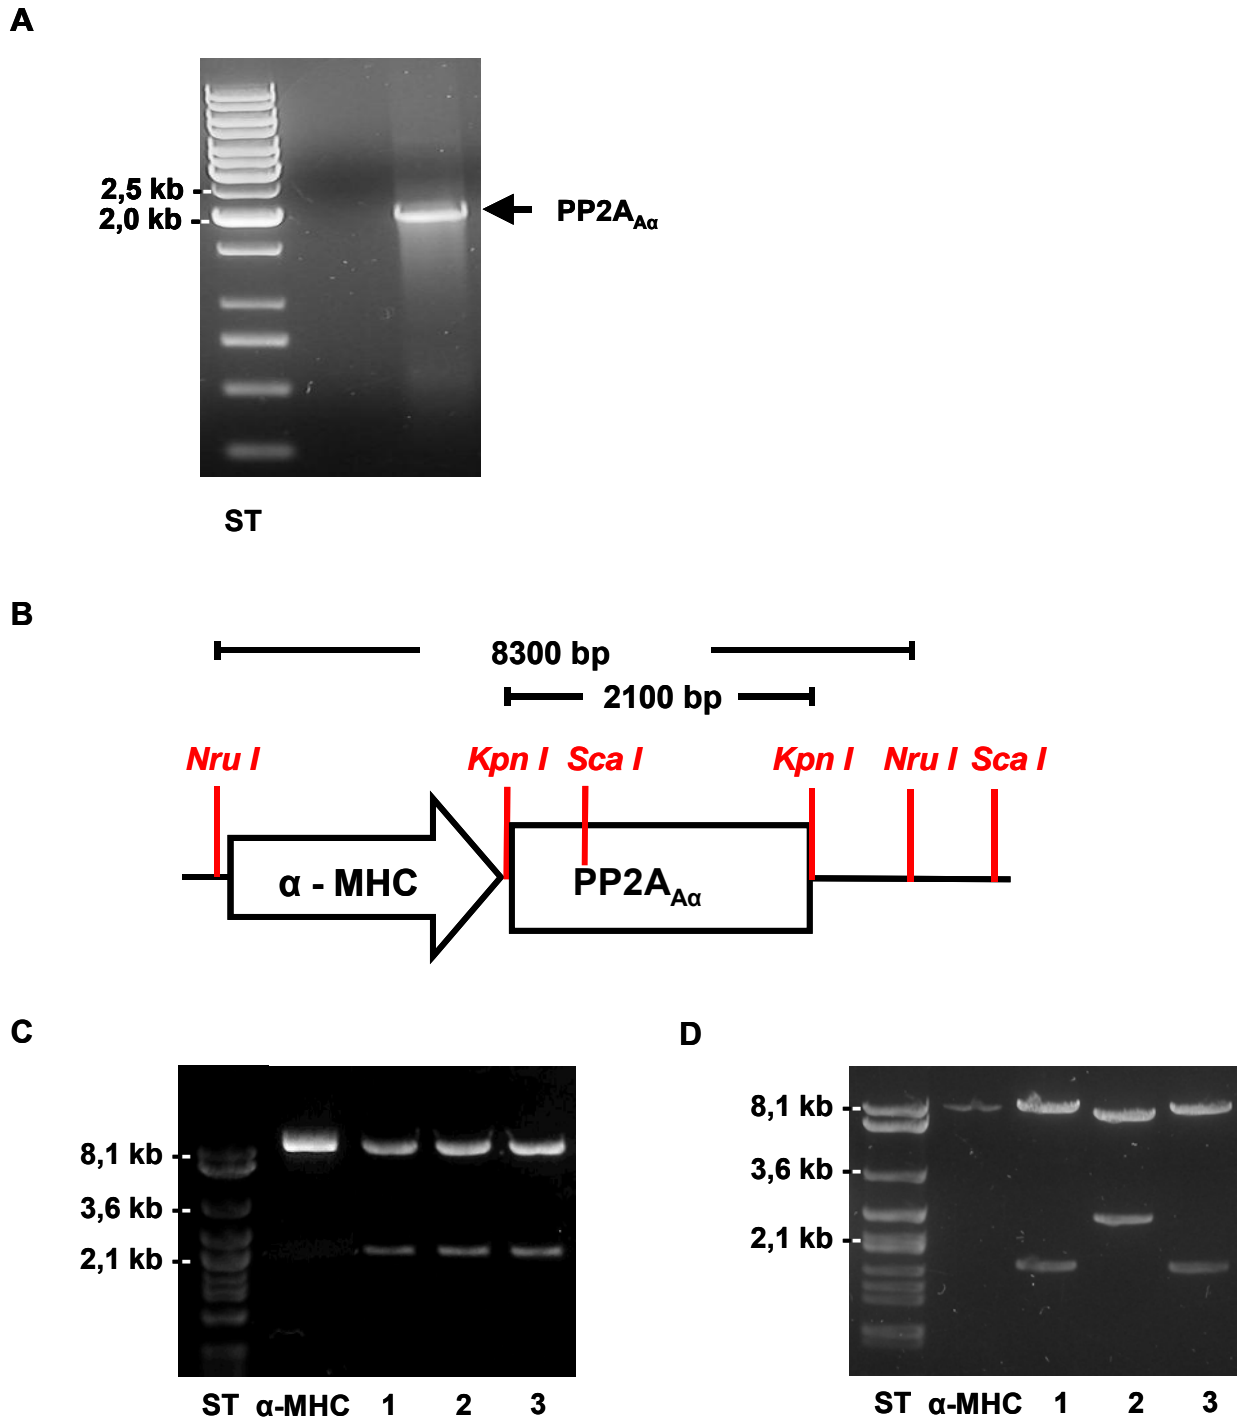 A
2,5 kb -
2,0 kb -
PP2AAα
ST
B
8300 bp
2100 bp
Nru I Kpn I Sca I Kpn I Nru I Sca I
α - MHC PP2AAα
C
8,1 kb -
3,6 kb -
2,1 kb -
ST α-MHC 1 2 3
D
8,1 kb -
3,6 kb -
2,1 kb -
ST α-MHC 1 2 3